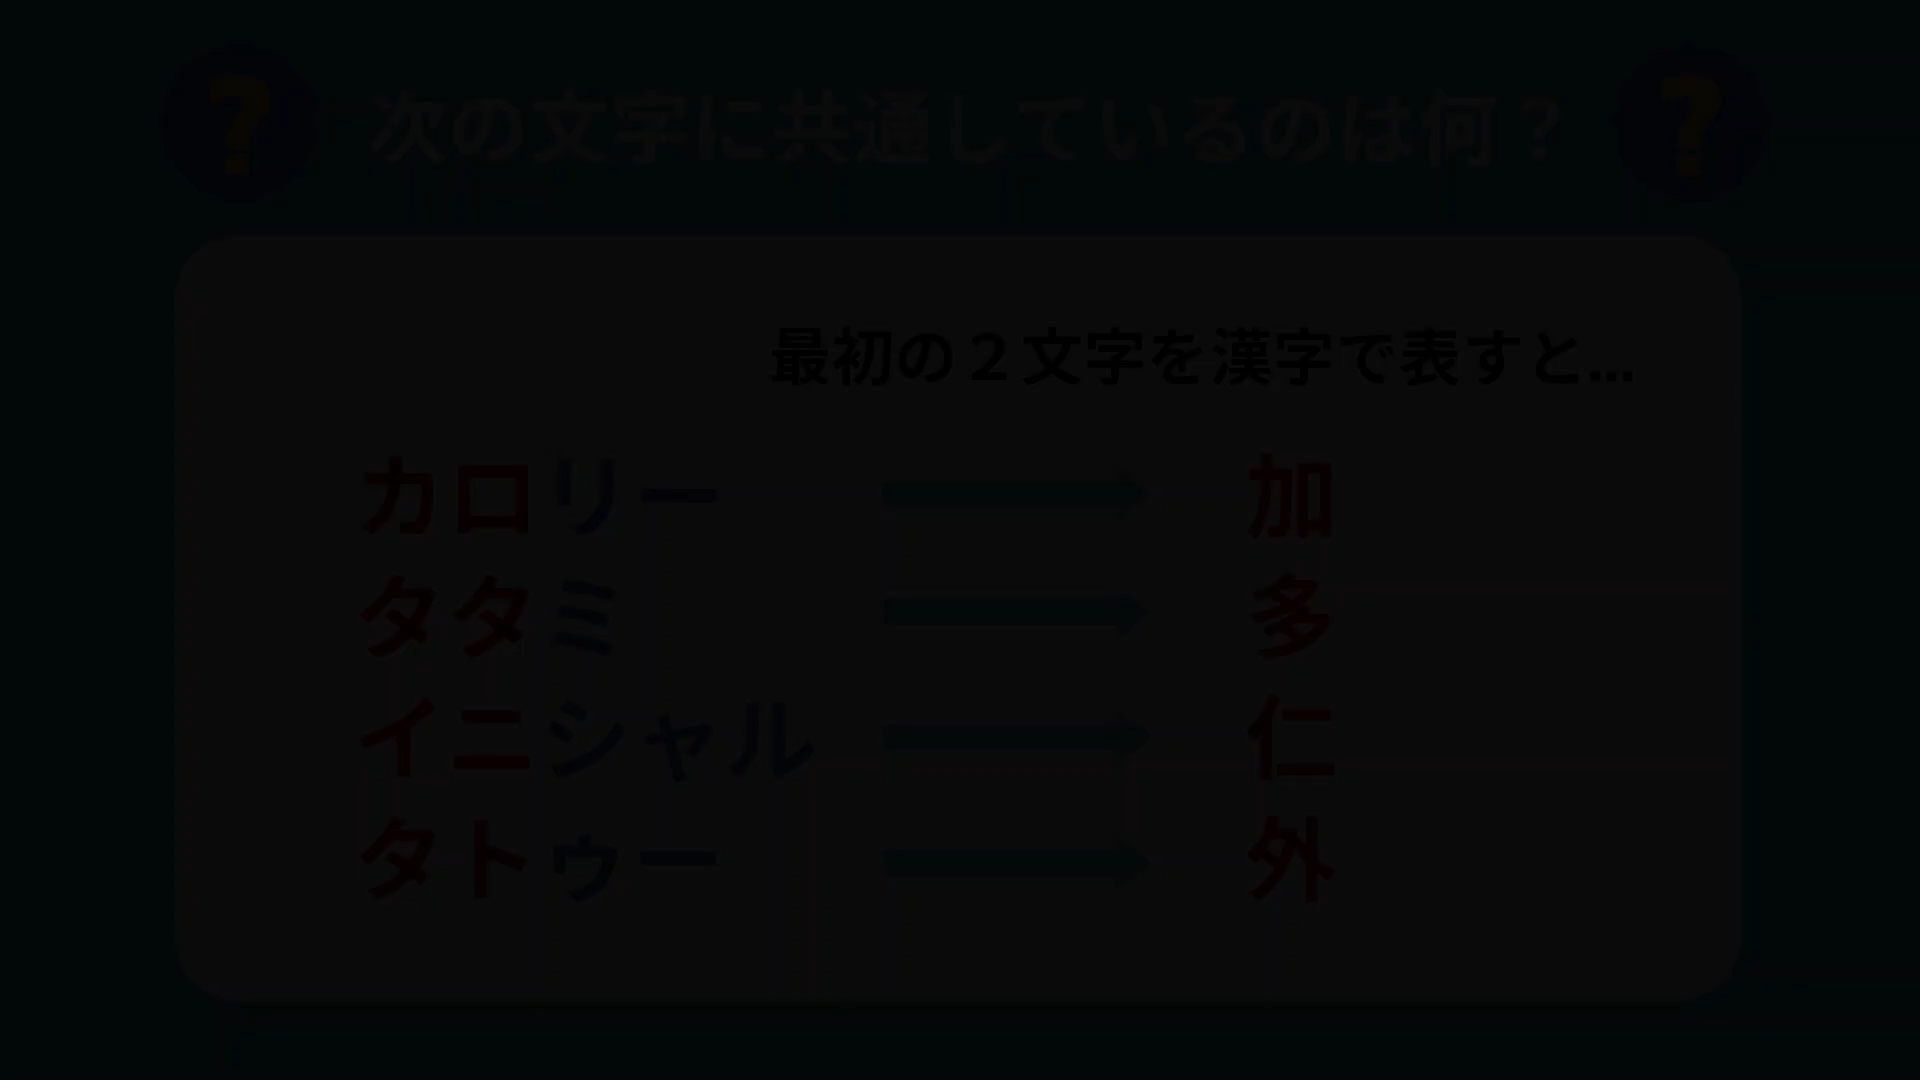 ? 次の文字に共通しているのは何？ ?
最初の２文字を漢字で表すと...
カロリー → 加
タタミ → 多
イニシャル → 仁
タトゥー → 外